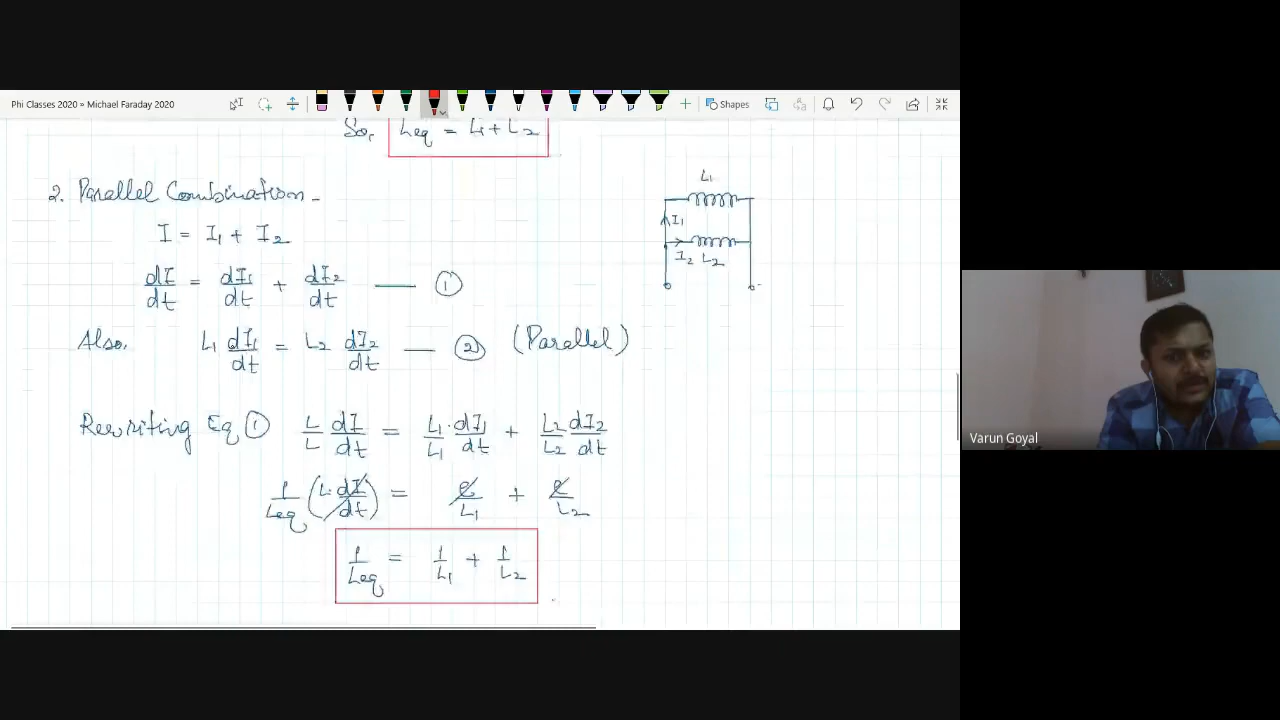 Phi Classes 2020 » Michael Faraday 2020
Shapes
So, Leq = L1 + L2
2. Parallel Combination -
I = I1 + I2
dI/dt = dI1/dt + dI2/dt — ①
Also. L1 dI1/dt = L2 dI2/dt — ② (Parallel)
Rewriting Eq ① L/L dI/dt = L1/L1 · dI1/dt + L2/L2 dI2/dt
1/Leq (L · dI/dt) = e/L1 + e/L2
1/Leq = 1/L1 + 1/L2
L1
I1
I2 L2
Varun Goyal